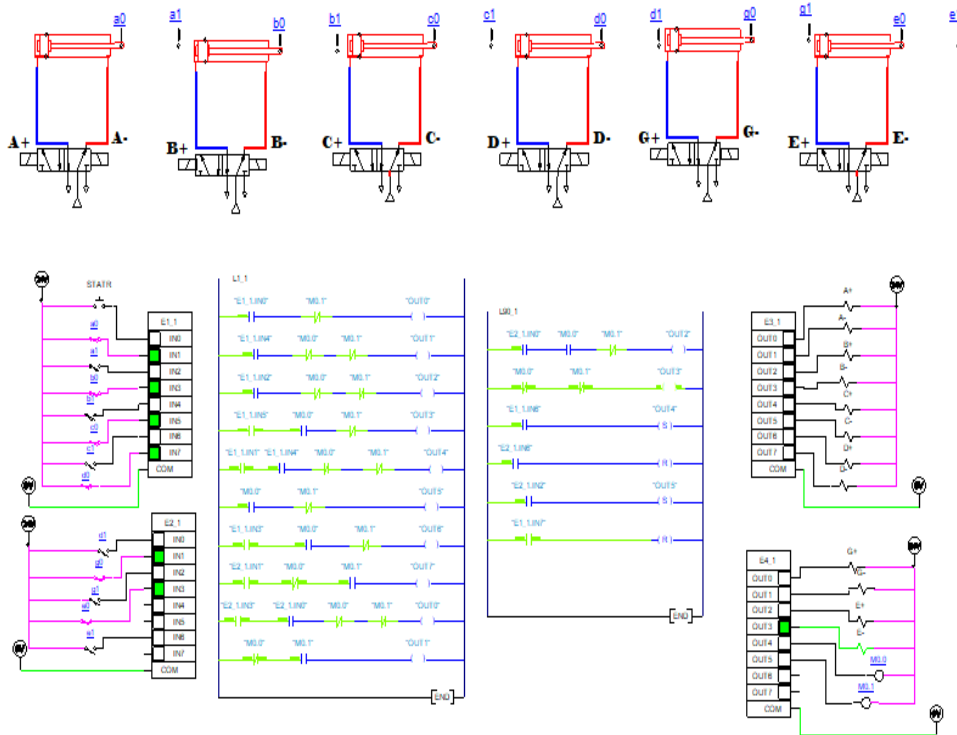 a0 a1 b0 b1 c0 c1 d0 d1 g0 g1 e0
A+ A- B+ B- C+ C- D+ D- G+ G- E+ E-
STATR
E1_1
IN0
a0
IN1
a1
IN2
b0
IN3
IN4
IN5
IN6
c1
IN7
COM
E2_1
IN0
IN1
IN2
IN3
IN4
IN5
e1
IN6
IN7
COM
L1_1
"E1_1.IN0" "M0.1" "OUT0"
"E1_1.IN4" "M0.0" "M0.1" "OUT1"
"E1_1.IN2" "M0.0" "M0.1" "OUT2"
"E1_1.IN5" "M0.0" "M0.1" "OUT3"
"E1_1.IN1" "E1_1.IN4" "M0.0" "M0.1" "OUT4"
"M0.0" "M0.1" "OUT5"
"E1_1.IN3" "M0.0" "M0.1" "OUT6"
"E2_1.IN1" "M0.0" "M0.1" "OUT7"
"E2_1.IN3" "E2_1.IN0" "M0.0" "M0.1" "OUT0"
"M0.0" "M0.1" "OUT1"
END
"E2_1.IN0" "M0.0" "M0.1" "OUT2"
"M0.0" "M0.1" "OUT3"
"E1_1.IN6" "OUT4"
S
"E2_1.IN6"
R
"E2_1.IN2" "OUT5"
S
"E1_1.IN7"
R
END
E3_1
A+
OUT0
A-
OUT1
B+
OUT2
B-
OUT3
C+
OUT4
C-
OUT5
D+
OUT6
OUT7
COM
E4_1
G+
OUT0
G-
OUT1
E+
OUT2
E-
OUT3
OUT4
M0.0
OUT5
M0.1
OUT6
OUT7
COM